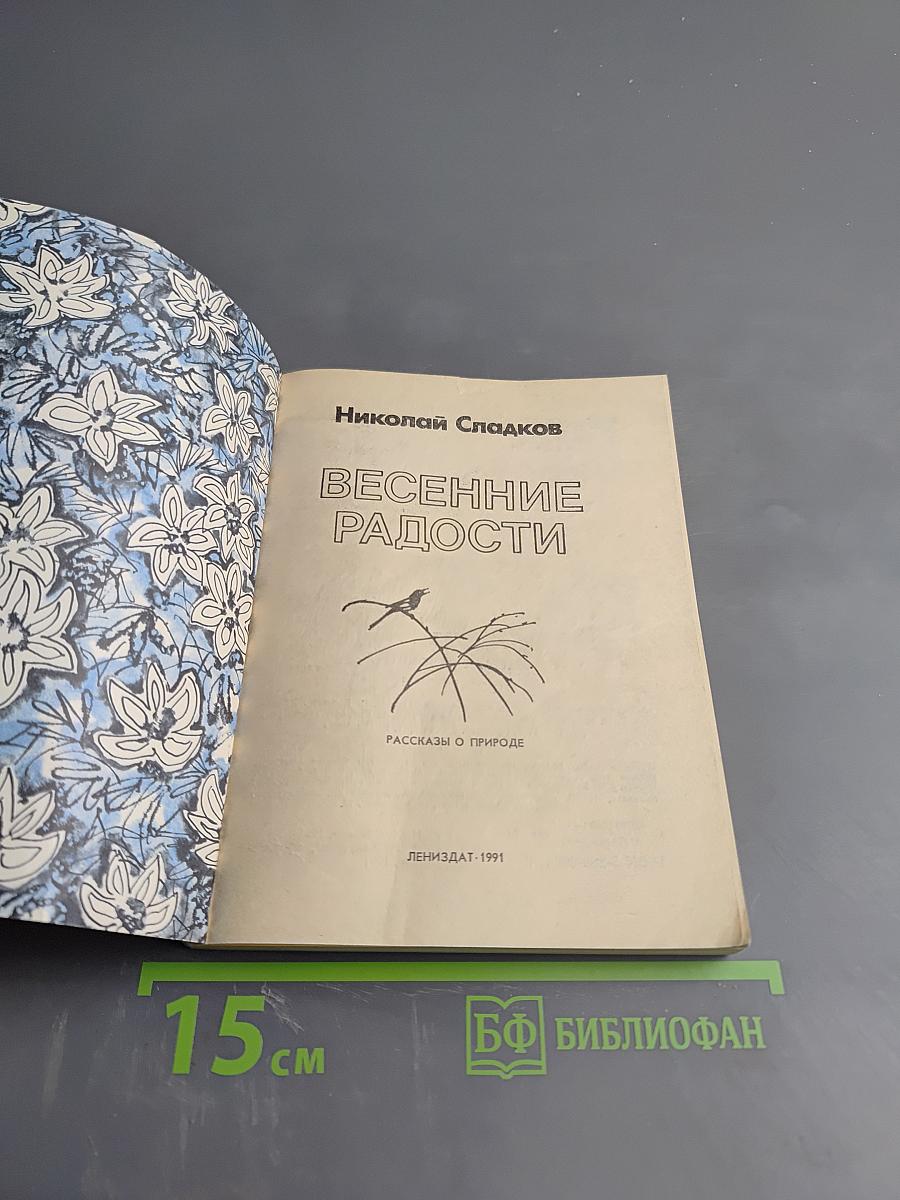 Николай Сладков
ВЕСЕННИЕ
РАДОСТИ
РАССКАЗЫ О ПРИРОДЕ
ЛЕНИЗДАТ·1991
15 см
БФ БИБЛИОФАН